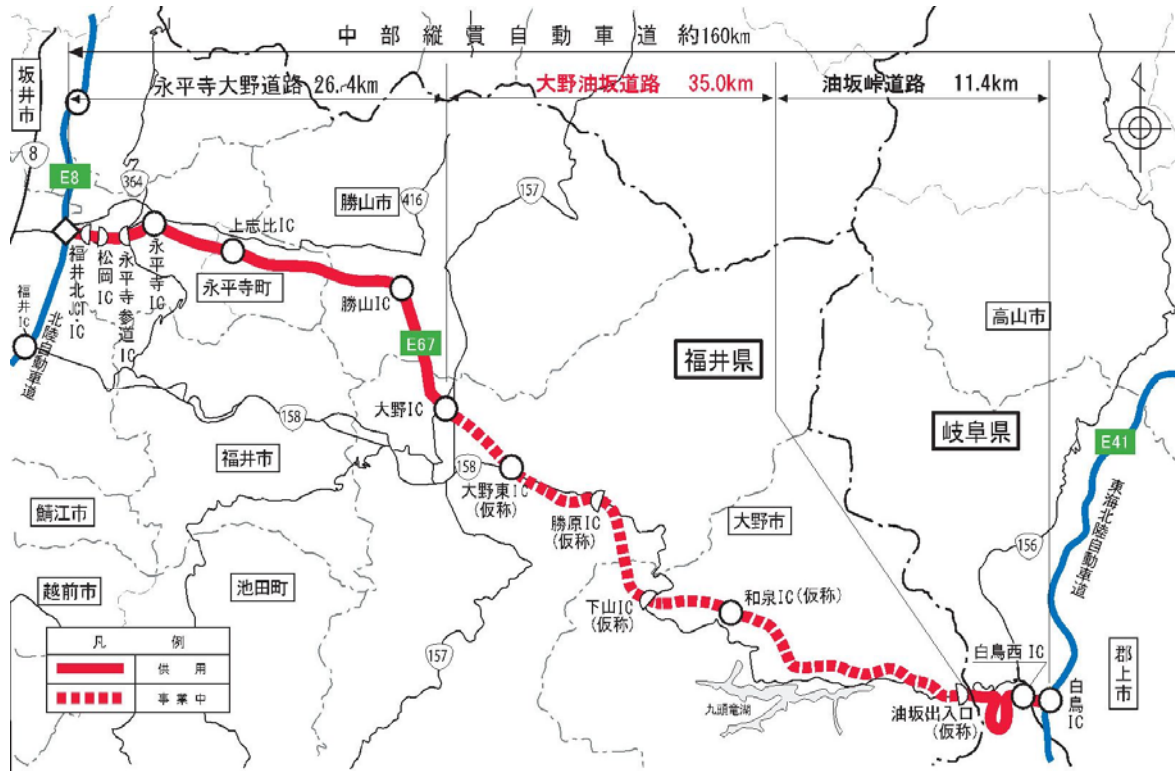 中部縦貫自動車道 約160km
永平寺大野道路 26.4km
大野油坂道路 35.0km
油坂峠道路 11.4km
坂井市
8
E8
364
416
157
勝山市
上志比IC
福井北JCT・IC
松岡IC
永平寺参道IC
永平寺IC
永平寺町
勝山IC
福井IC
北陸自動車道
E67
福井県
高山市
岐阜県
E41
大野IC
158
福井市
158
大野東IC
(仮称)
勝原IC
(仮称)
大野市
東海北陸自動車道
鯖江市
156
越前市
池田町
下山IC
(仮称)
和泉IC(仮称)
157
凡例
供用
事業中
白鳥西IC
郡上市
九頭竜湖
油坂出入口
(仮称)
白鳥IC